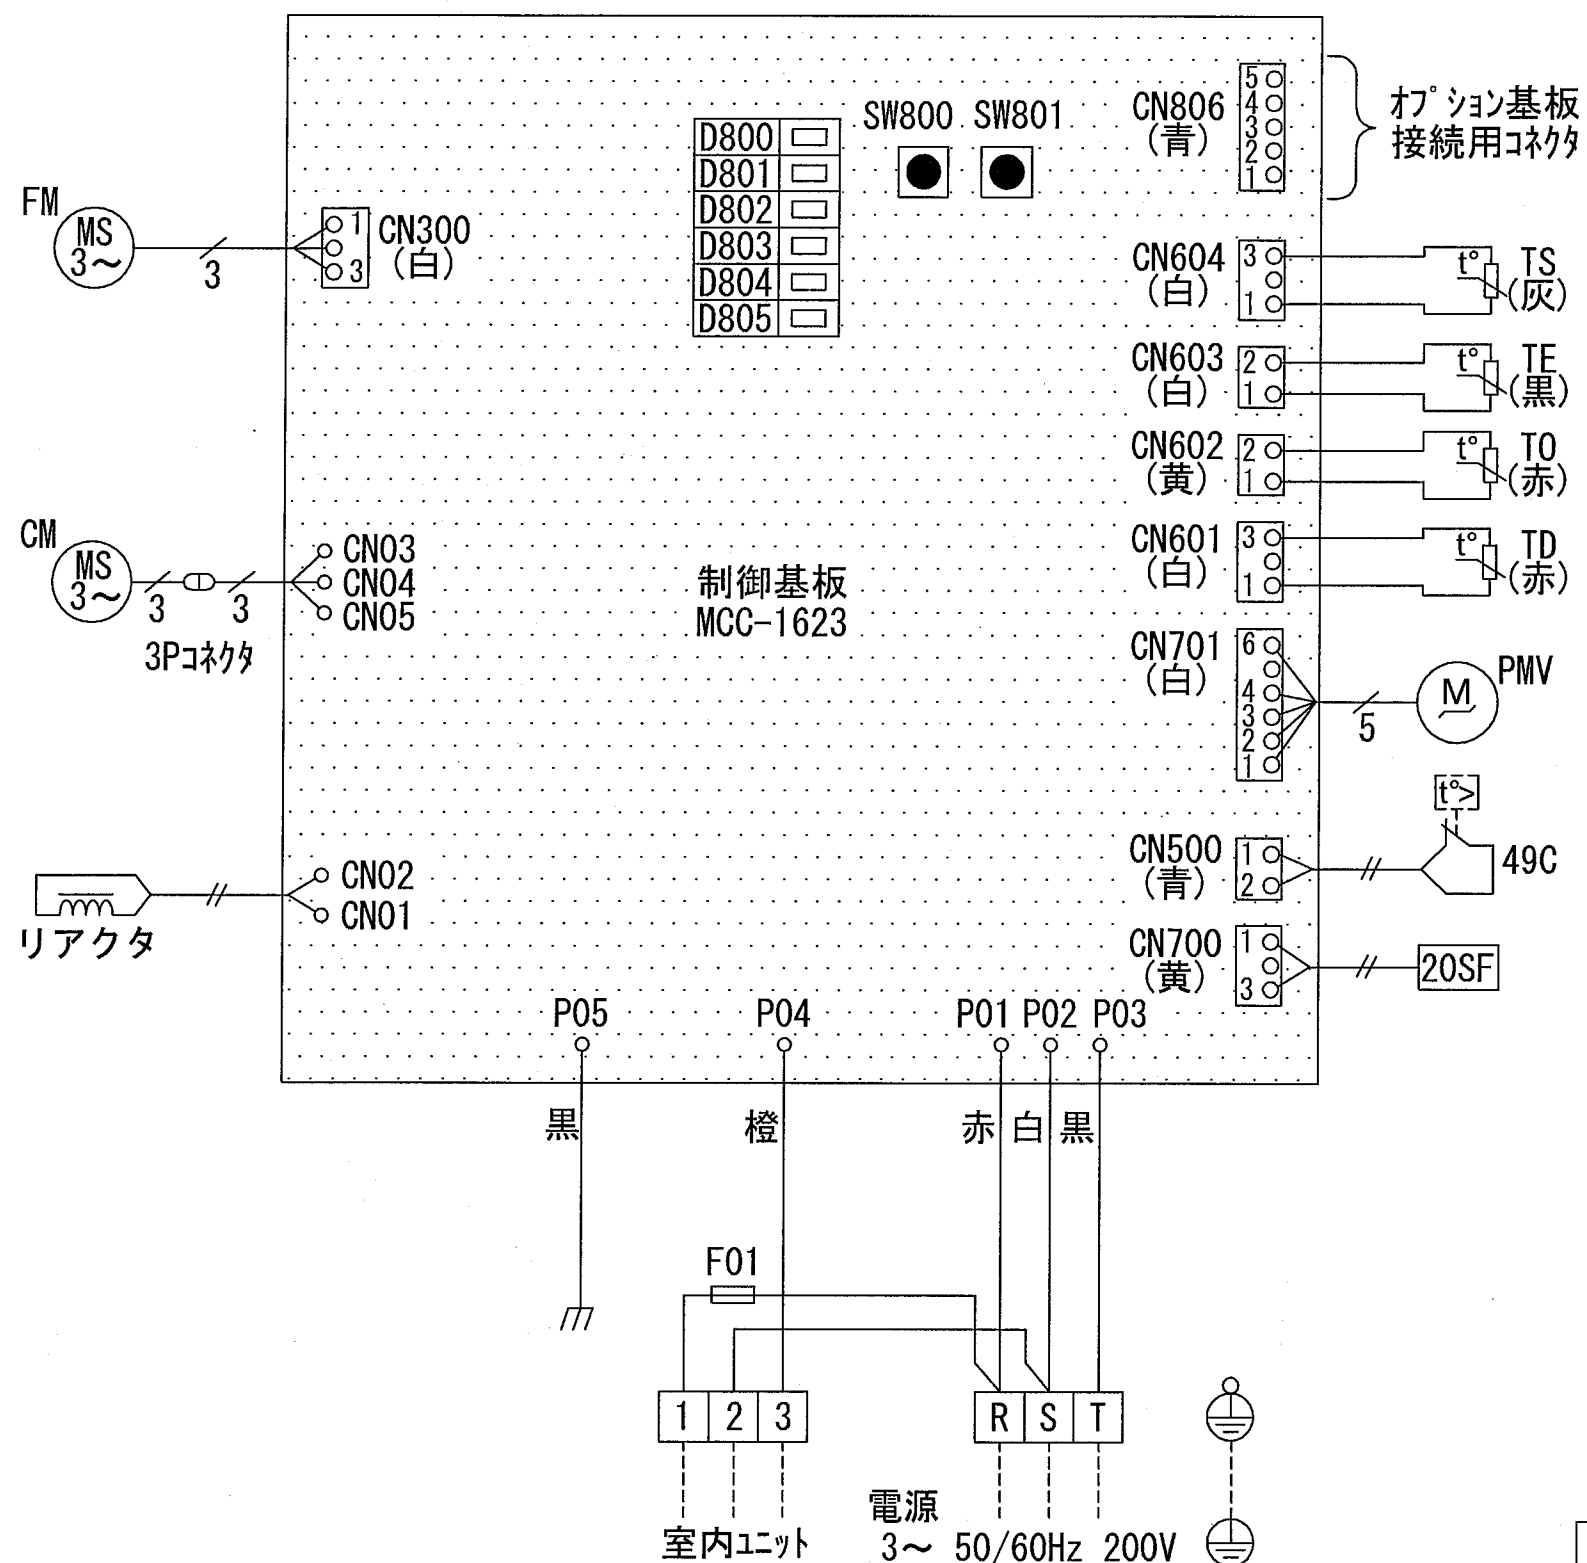 CN806
(青)
5
4
3
2
1
オプション基板
接続用コネクタ
SW800
SW801
D800
D801
D802
D803
D804
D805
FM
MS
3～
3
1
3
CN300
(白)
CN604
(白)
3
1
t°
TS
(灰)
CN603
(白)
2
1
t°
TE
(黒)
CN602
(黄)
2
1
t°
TO
(赤)
CN601
(白)
3
1
t°
TD
(赤)
CM
MS
3～
3
3
3Pコネクタ
CN03
CN04
CN05
制御基板
MCC-1623
CN701
(白)
6
4
3
2
1
5
M
PMV
t°>
49C
CN500
(青)
1
2
CN02
CN01
リアクタ
CN700
(黄)
1
3
20SF
P05
P04
P01
P02
P03
黒
橙
赤
白
黒
F01
1
2
3
R
S
T
室内ユニット
電源
3～ 50/60Hz 200V